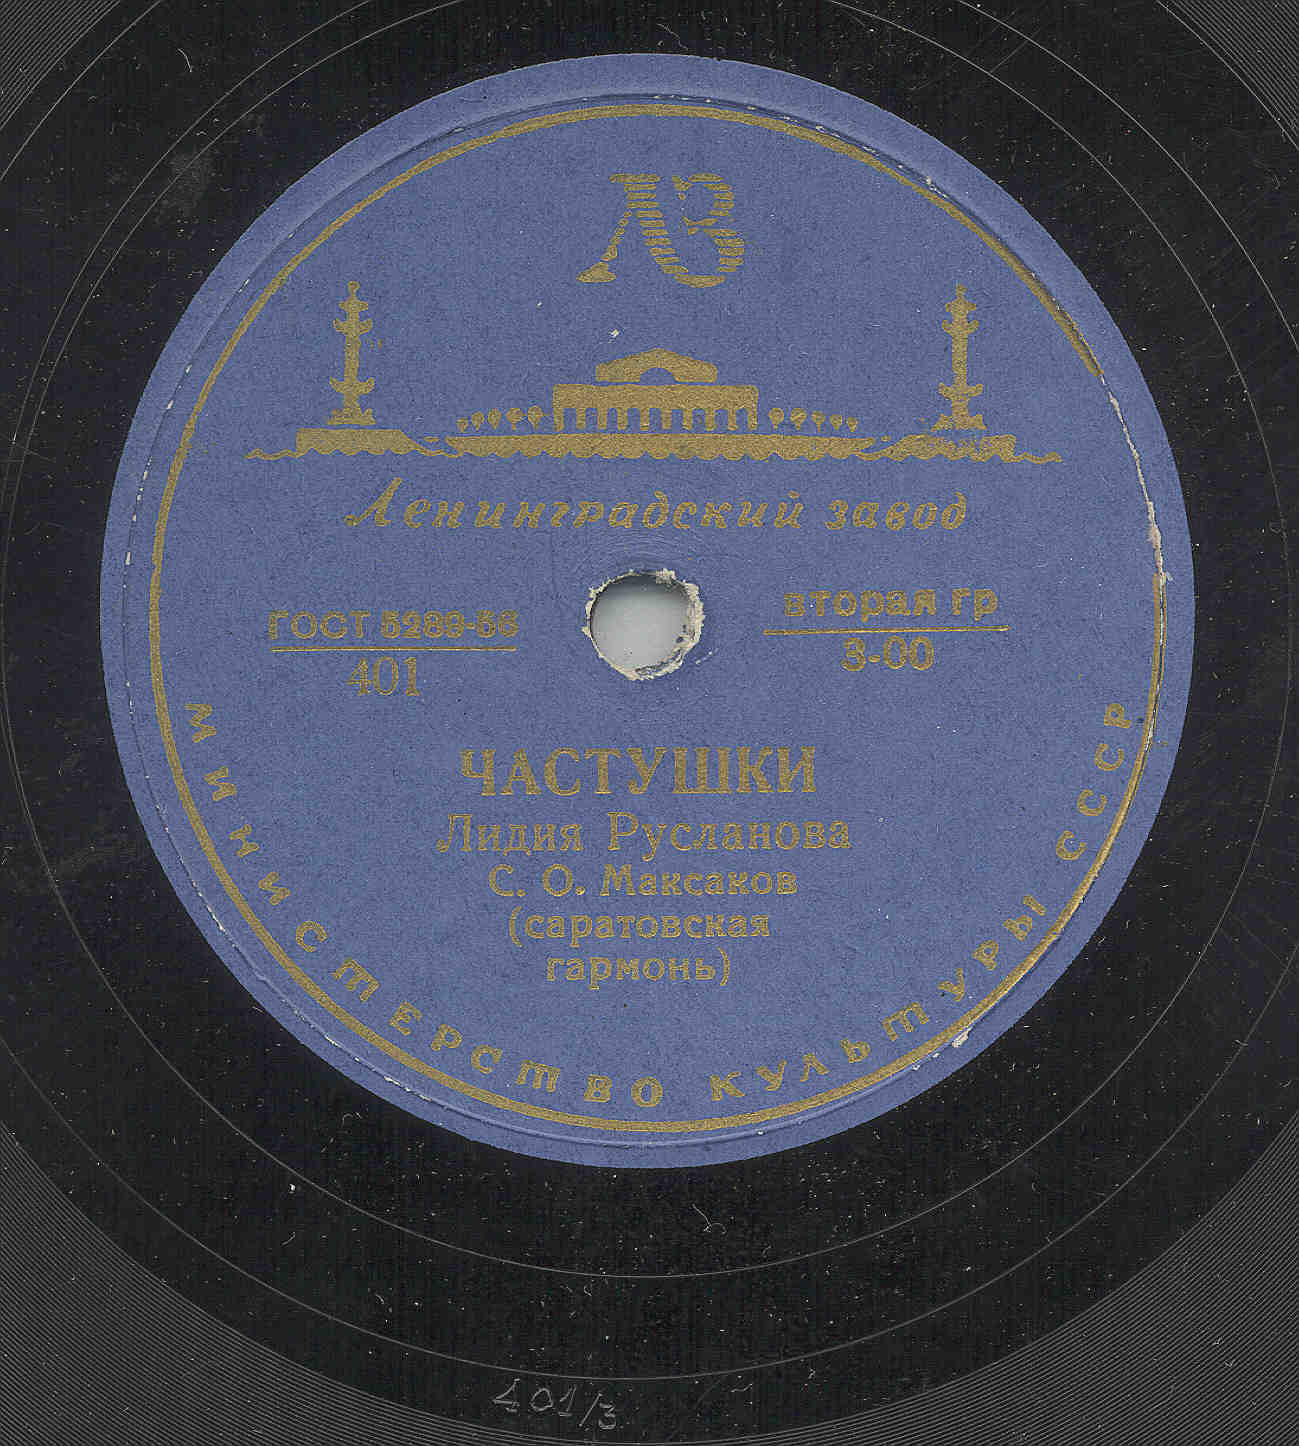 ЛЗ
Ленинградский завод
ГОСТ 5289-56
401
вторая гр
3-00
ЧАСТУШКИ
Лидия Русланова
С. О. Максаков
(саратовская
гармонь)
МИНИСТЕРСТВО КУЛЬТУРЫ СССР
401/3